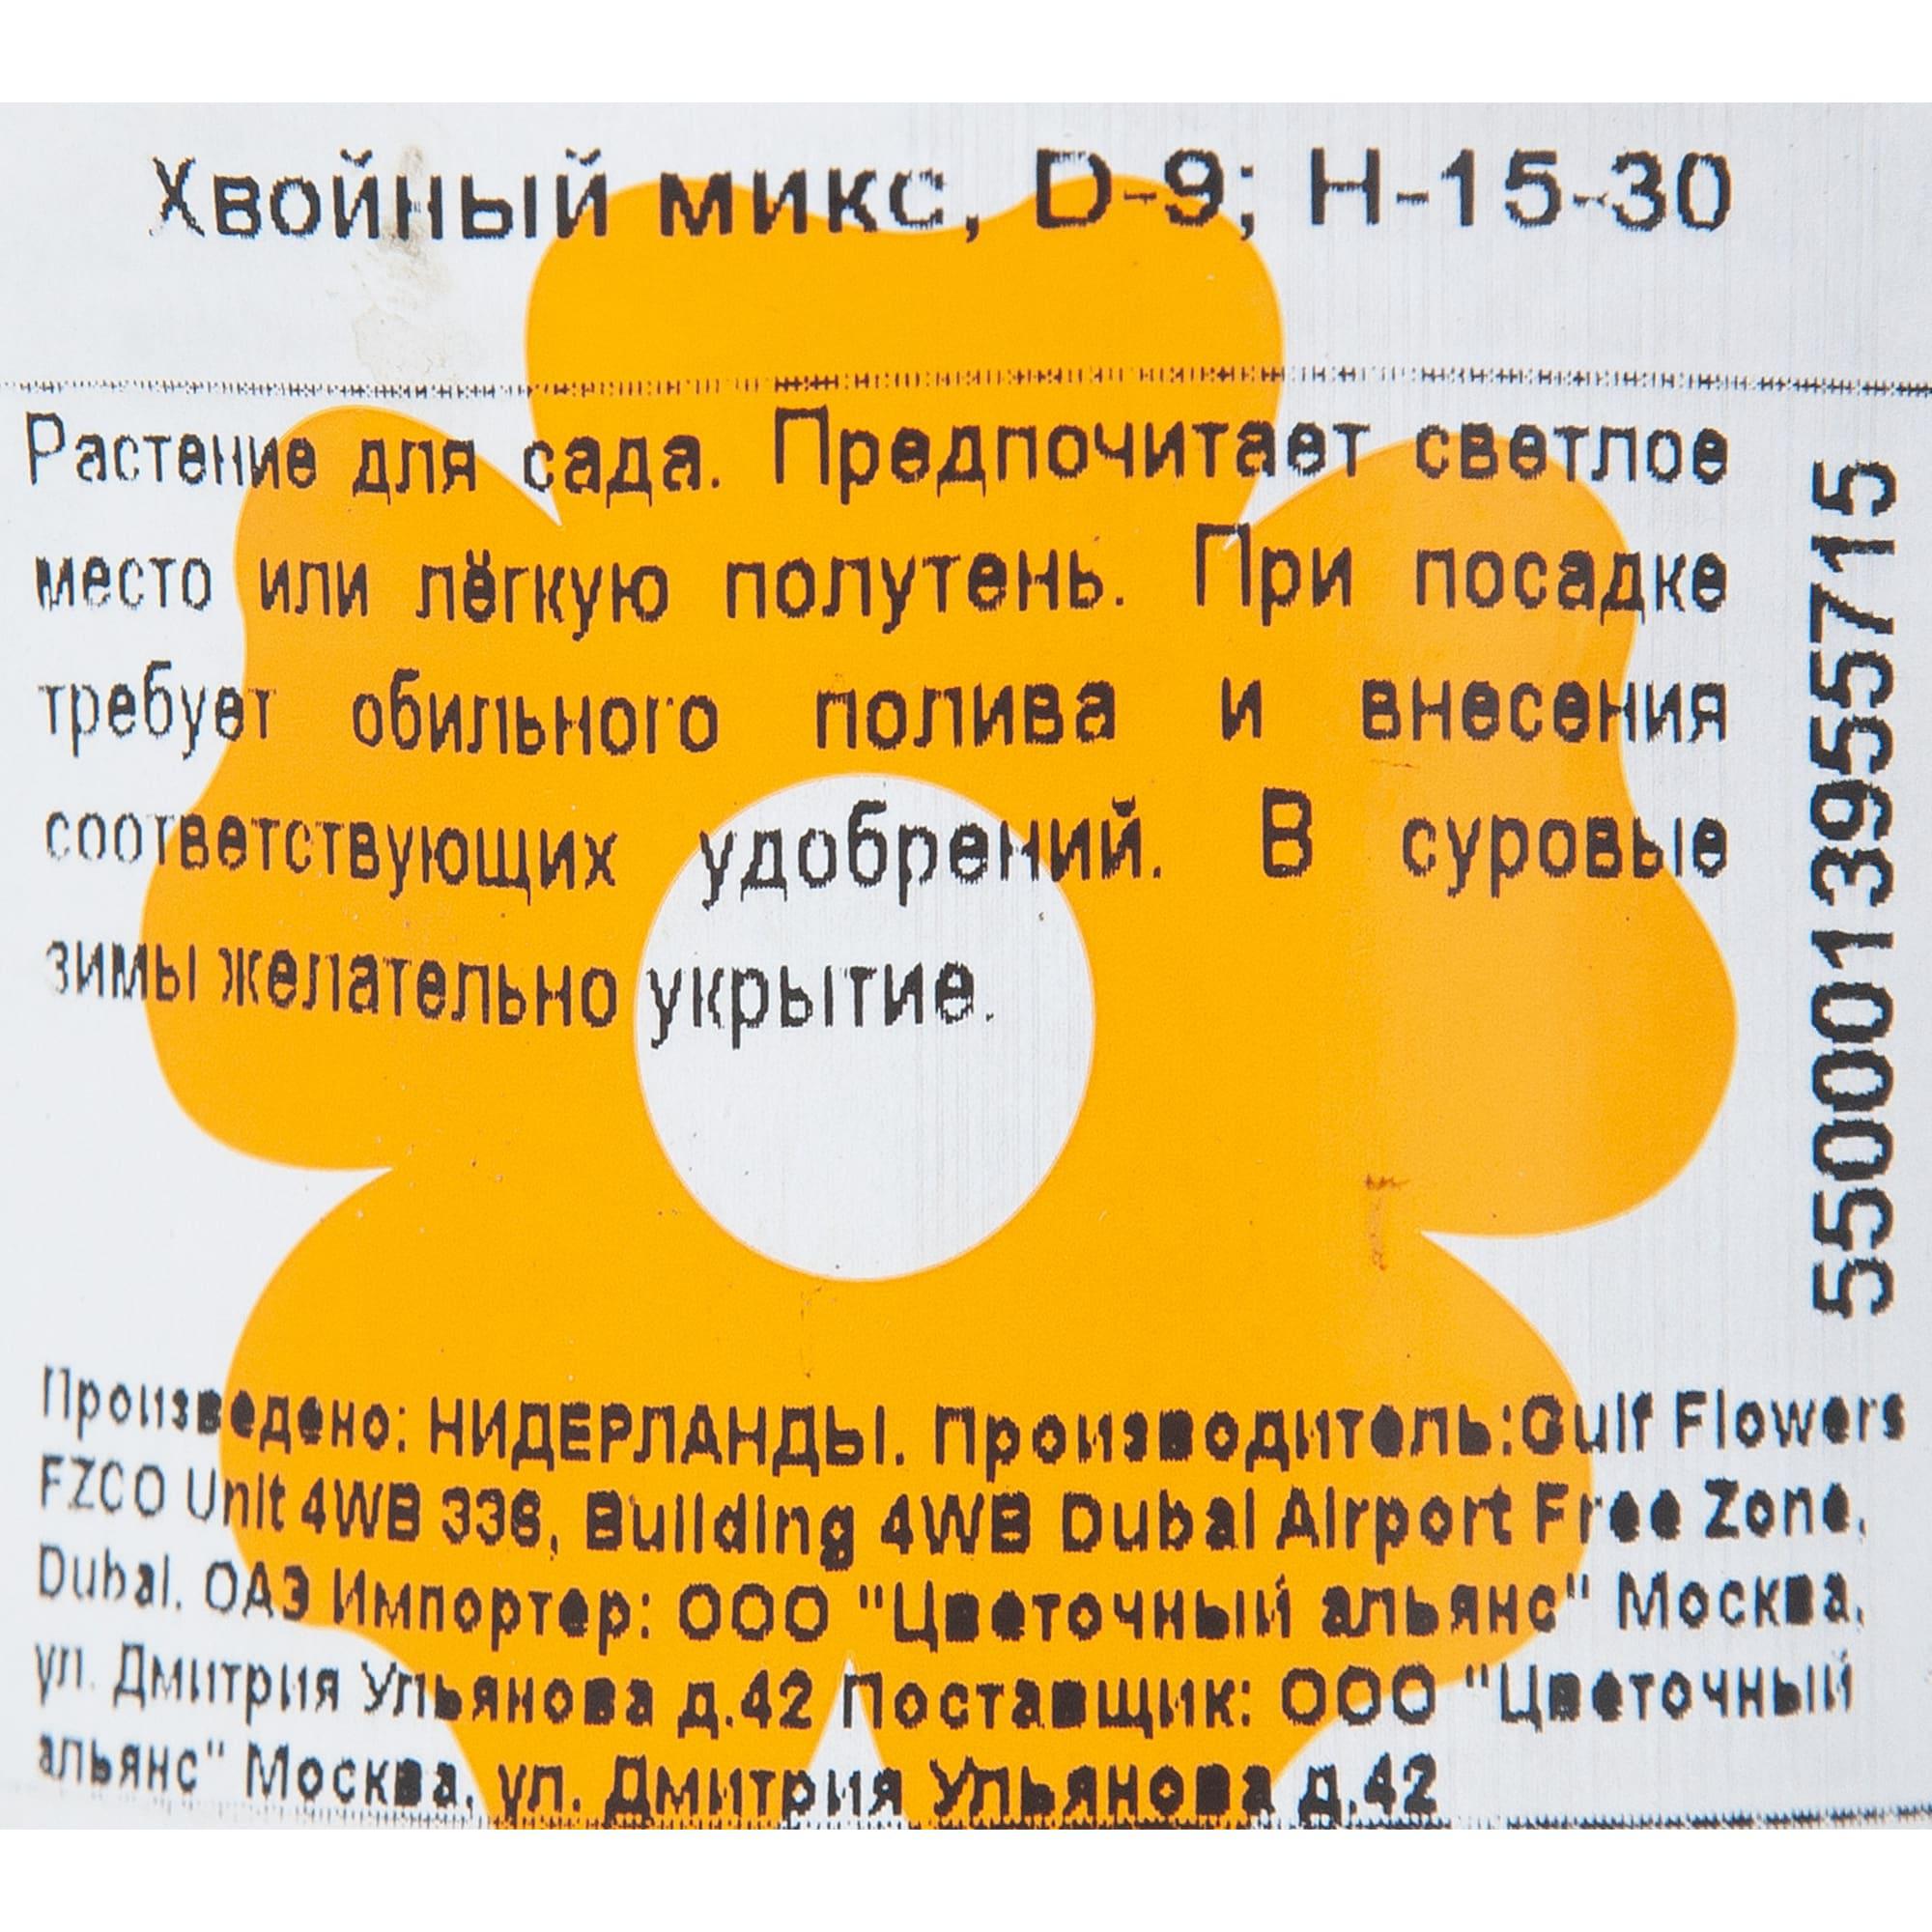 Хвойный микс, D-9; H-15-30
Растение для сада. Предпочитает светлое
место или лёгкую полутень. При посадке
требует обильного полива и внесения
соответствующих удобрений. В суровые
зимы желательно укрытие.
5500013955715
Произведено: НИДЕРЛАНДЫ. Производитель:Gulf Flowers
FZCO Unit 4WB 336, Building 4WB Dubai Airport Free Zone,
Dubai. ОАЭ Импортер: ООО "Цветочный альянс" Москва,
ул. Дмитрия Ульянова д.42 Поставщик: ООО "Цветочный
альянс" Москва, ул. Дмитрия Ульянова д.42